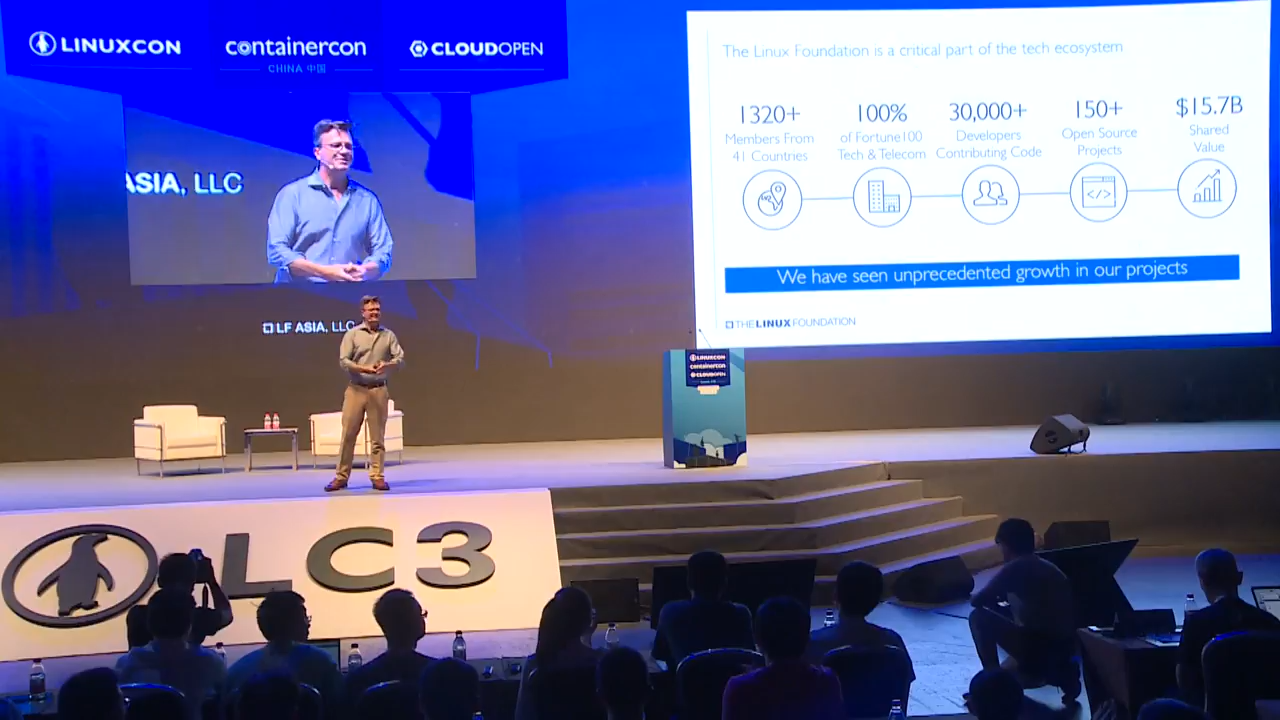 LINUXCON
containercon
CHINA 中国
CLOUDOPEN
ASIA, LLC
LF ASIA, LLC
The Linux Foundation is a critical part of the tech ecosystem
1320+
Members From
41 Countries
100%
of Fortune100
Tech & Telecom
30,000+
Developers
Contributing Code
150+
Open Source
Projects
$15.7B
Shared
Value
</>
We have seen unprecedented growth in our projects
THE LINUX FOUNDATION
LINUXCON
containercon
CLOUDOPEN
LC3